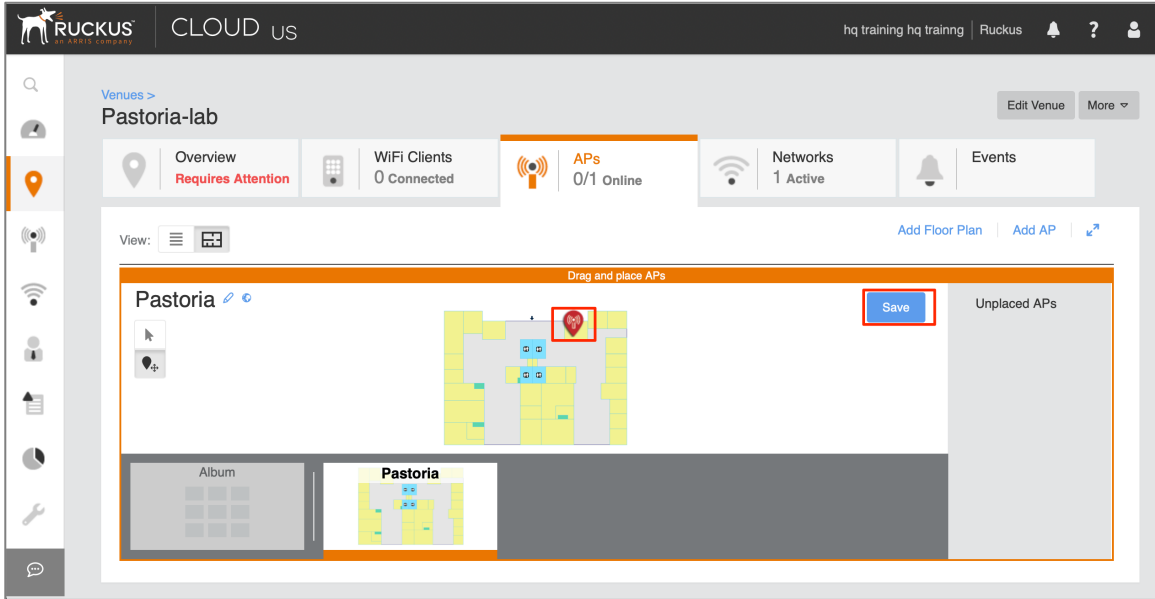 RUCKUS™
an ARRIS company
CLOUD US
hq training hq trainng | Ruckus
?
Venues >
Pastoria-lab
Edit Venue
More
Overview
Requires Attention
WiFi Clients
0 Connected
APs
0/1 Online
Networks
1 Active
Events
View:
Add Floor Plan
Add AP
Drag and place APs
Pastoria
Save
Unplaced APs
Album
Pastoria